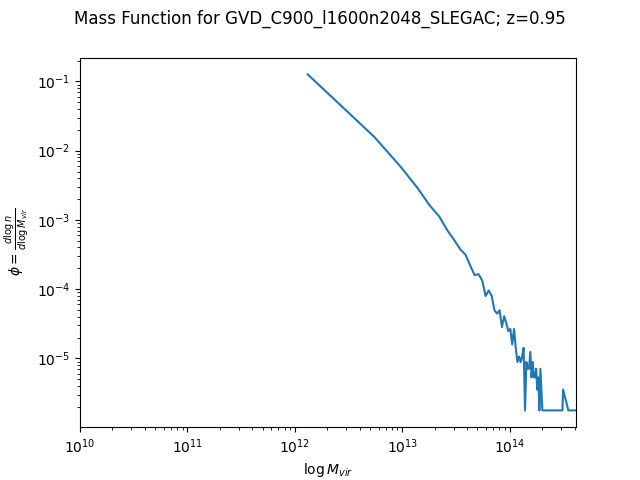 Mass Function for GVD_C900_l1600n2048_SLEGAC; z=0.95
10⁻¹
10⁻²
10⁻³
10⁻⁴
10⁻⁵
ϕ = d log n / d log M_vir
10¹⁰ 10¹¹ 10¹² 10¹³ 10¹⁴
log M_vir